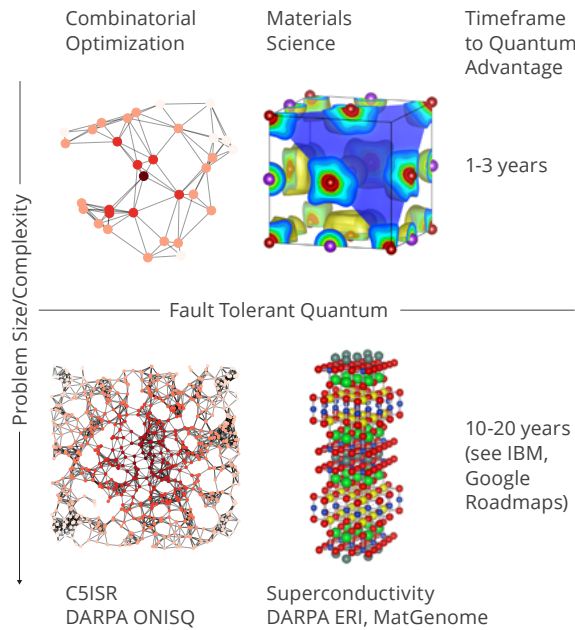 Combinatorial
Optimization
Materials
Science
Timeframe
to Quantum
Advantage
Problem Size/Complexity
1-3 years
Fault Tolerant Quantum
10-20 years
(see IBM,
Google
Roadmaps)
C5ISR
DARPA ONISQ
Superconductivity
DARPA ERI, MatGenome